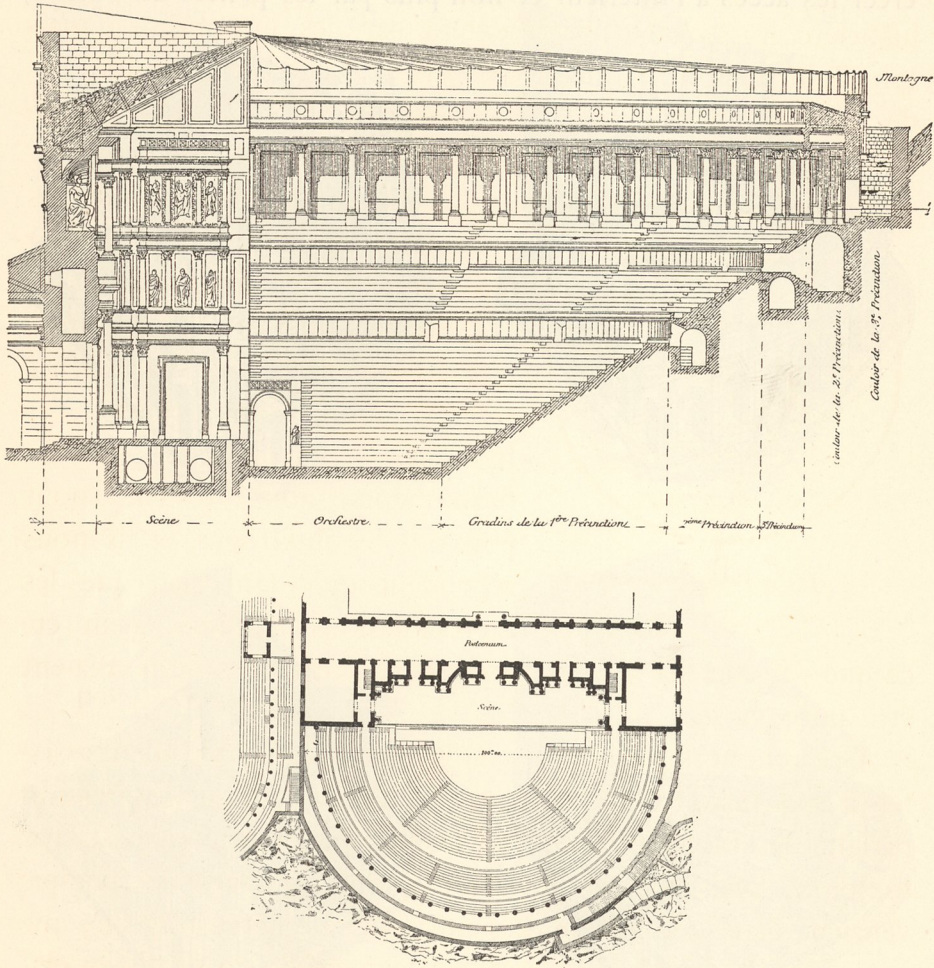 Montagne
Couloir de la 2e Précinction
Couloir de la 3e Précinction
Scène
Orchestre
Gradins de la 1ère Précinction
2ème Précinction
3e Précinction
Postscenium
Scène